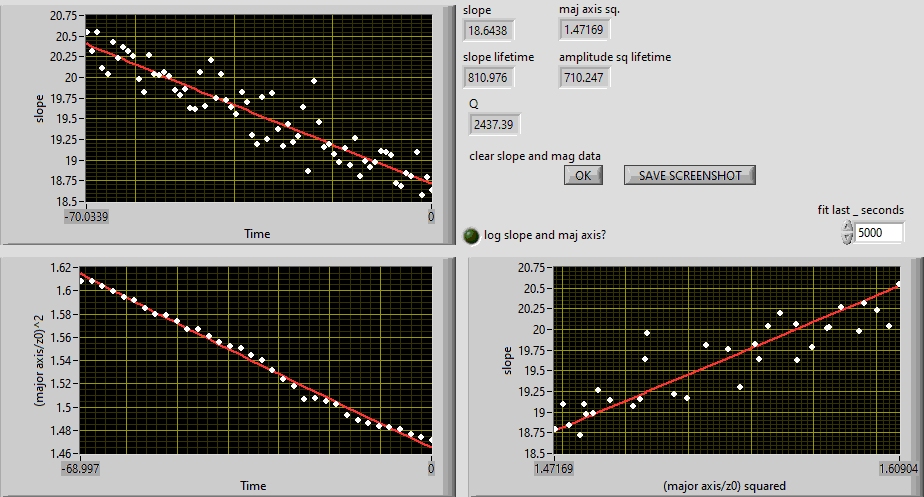 slope
18.6438
maj axis sq.
1.47169
slope lifetime
810.976
amplitude sq lifetime
710.247
Q
2437.39
clear slope and mag data
OK
SAVE SCREENSHOT
fit last _ seconds
5000
log slope and maj axis?
20.75
20.5
20.25
20
19.75
19.5
19.25
19
18.75
18.5
slope
-70.0339
0
Time
1.62
1.6
1.58
1.56
1.54
1.52
1.5
1.48
1.46
(major axis/z0)^2
-68.997
0
Time
20.75
20.5
20.25
20
19.75
19.5
19.25
19
18.75
18.5
slope
1.47169
1.60904
(major axis/z0) squared